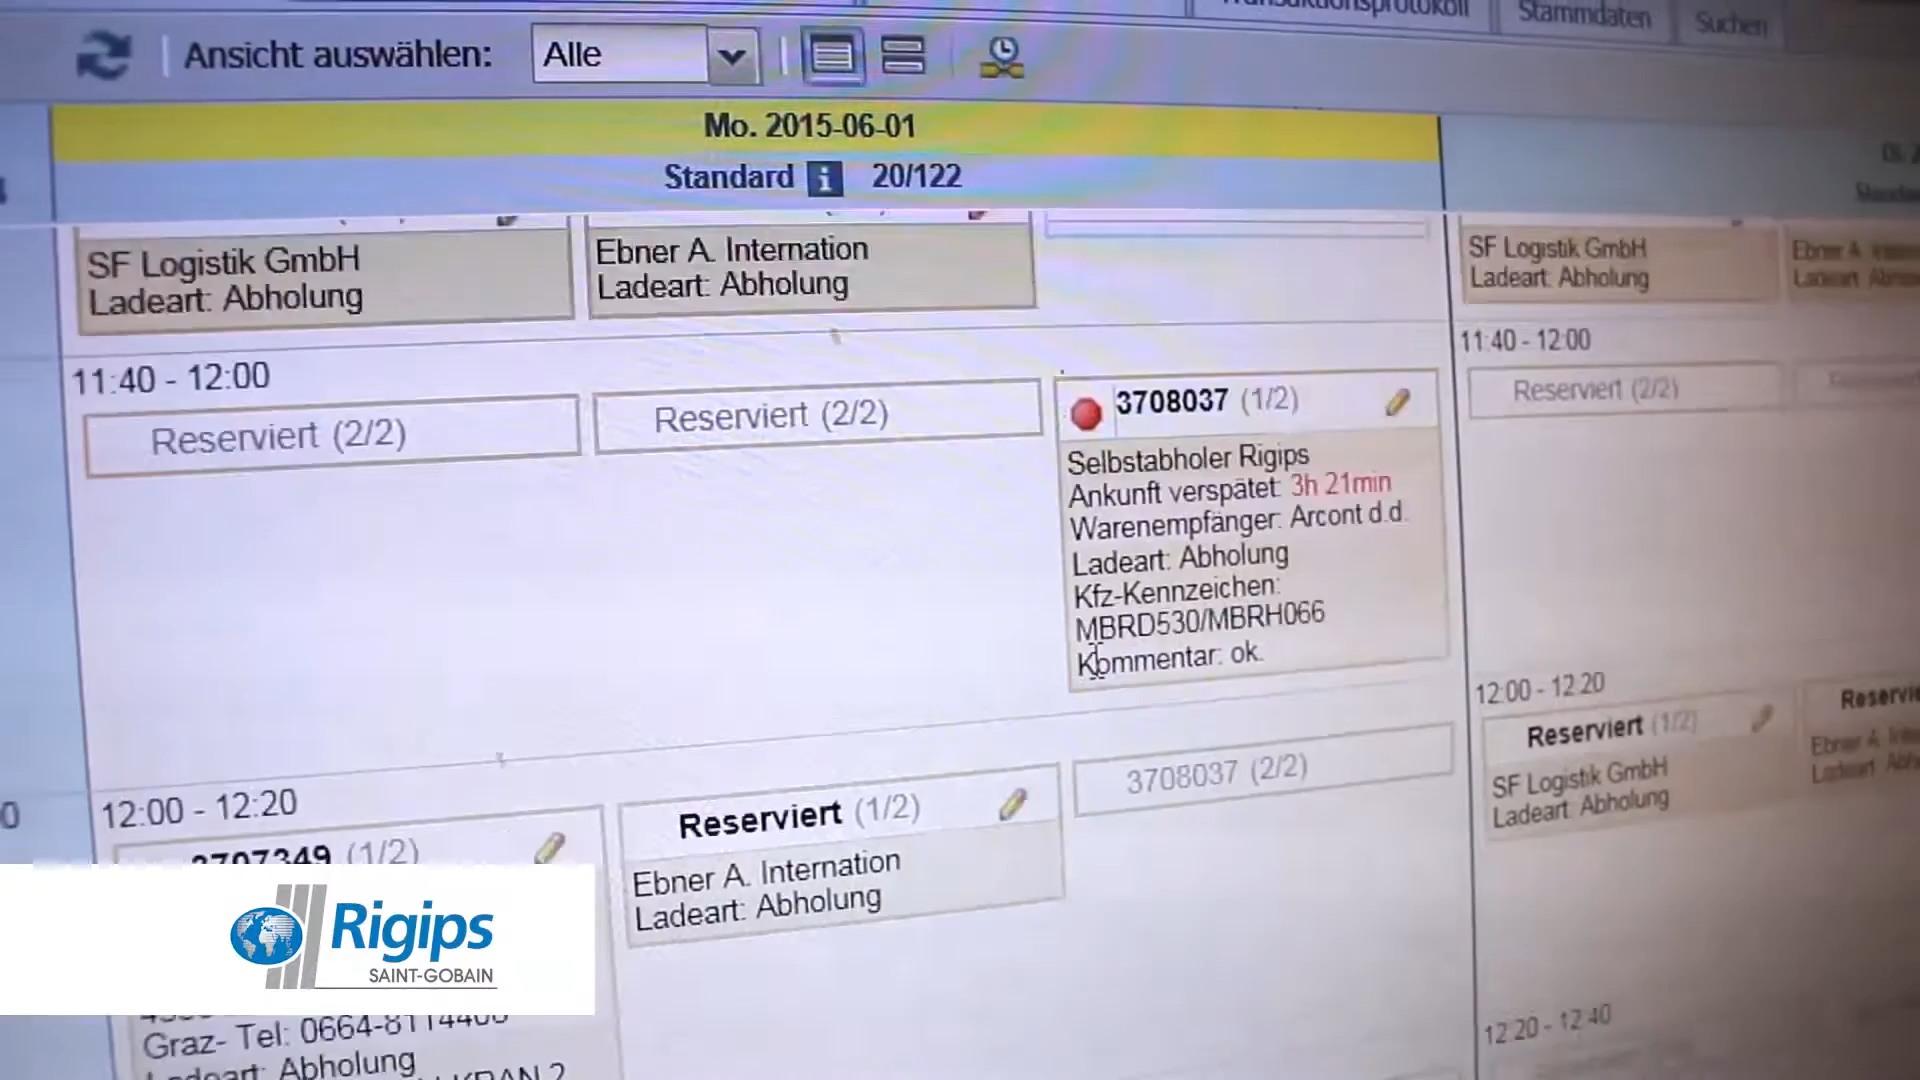 Stammdaten
Suchen
Ansicht auswählen:
Alle
Mo. 2015-06-01
Standard i 20/122
SF Logistik GmbH
Ladeart: Abholung
Ebner A. Internation
Ladeart: Abholung
SF Logistik GmbH
Ladeart: Abholung
11:40 - 12:00
Reserviert (2/2)
Reserviert (2/2)
3708037 (1/2)
Selbstabholer Rigips
Ankunft verspätet: 3h 21min
Warenempfänger: Arcont d.d.
Ladeart: Abholung
Kfz-Kennzeichen:
MBRD530/MBRH066
Kommentar: ok.
11:40 - 12:00
Reserviert (2/2)
12:00 - 12:20
3707349 (1/2)
Reserviert (1/2)
Ebner A. Internation
Ladeart: Abholung
3708037 (2/2)
12:00 - 12:20
Reserviert (1/2)
SF Logistik GmbH
Ladeart: Abholung
12:20 - 12:40
Rigips
SAINT-GOBAIN
Graz- Tel: 0664-8114400
Ladeart: Abholung